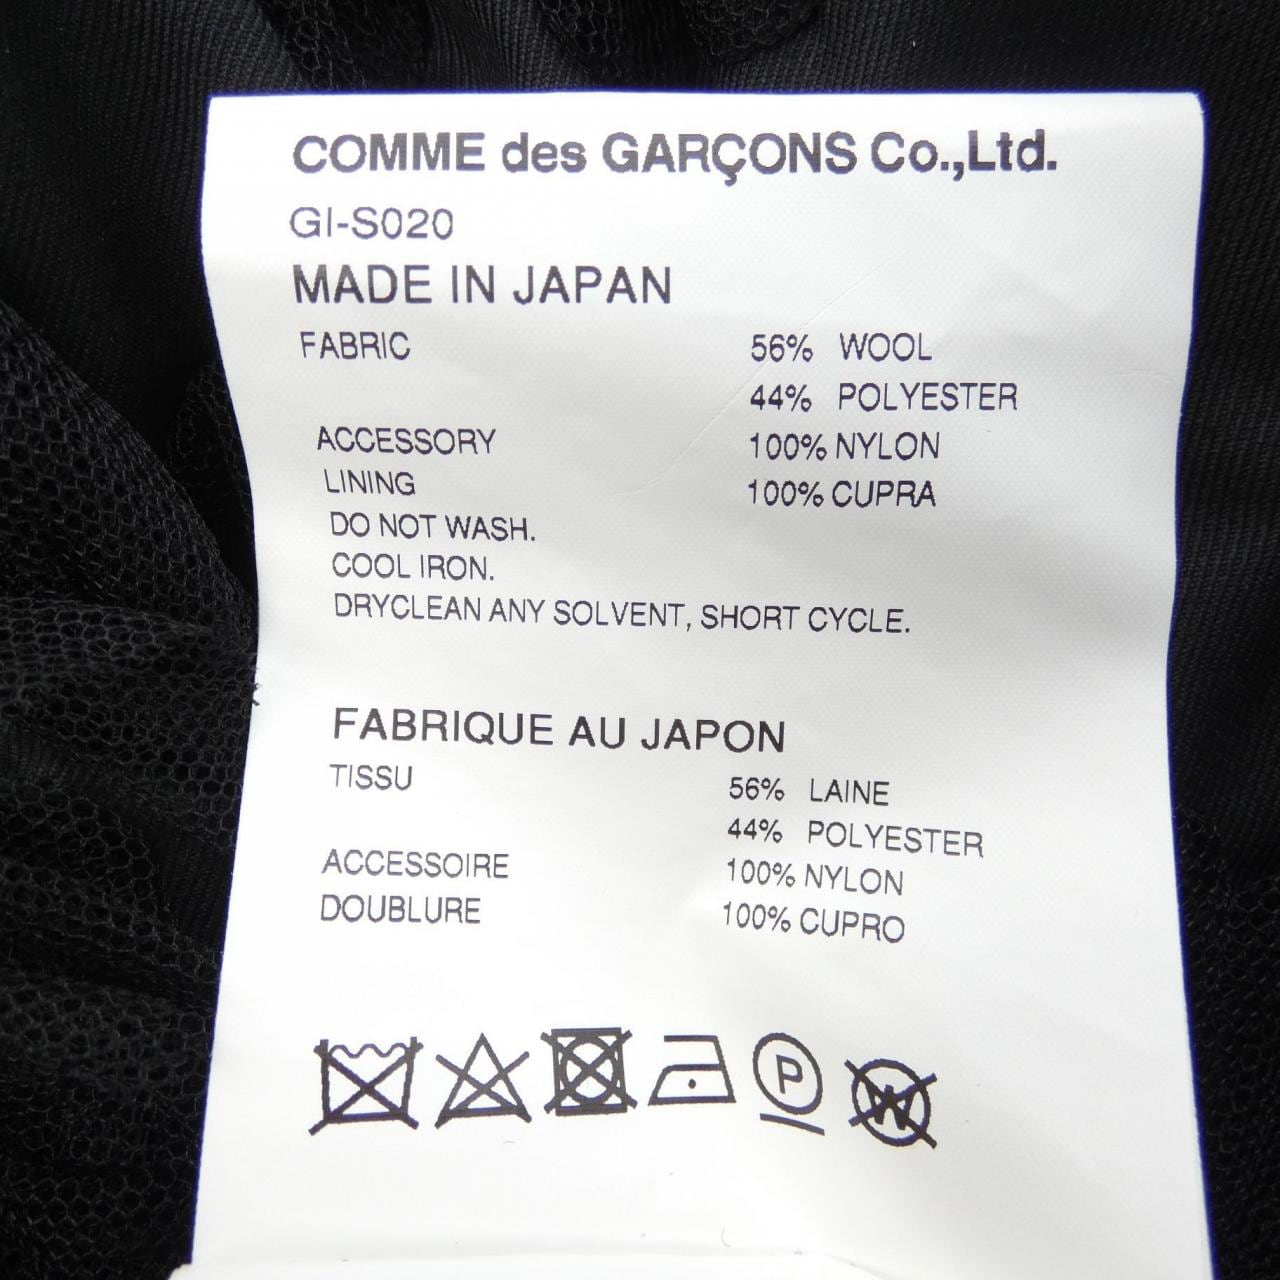 COMME des GARÇONS Co.,Ltd.
GI-S020
MADE IN JAPAN
FABRIC 56% WOOL
44% POLYESTER
ACCESSORY 100% NYLON
LINING 100% CUPRA
DO NOT WASH.
COOL IRON.
DRYCLEAN ANY SOLVENT, SHORT CYCLE.
FABRIQUE AU JAPON
TISSU 56% LAINE
44% POLYESTER
ACCESSOIRE 100% NYLON
DOUBLURE 100% CUPRO
P W